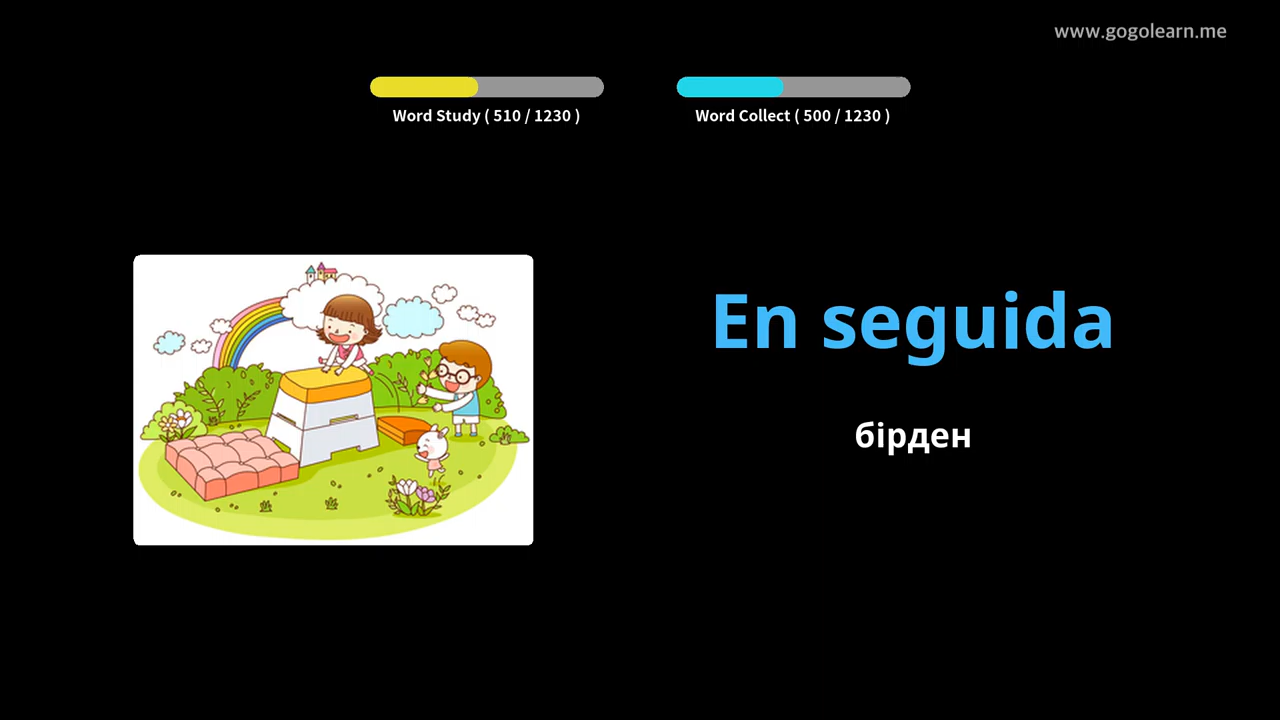 www.gogolearn.me
Word Study ( 510 / 1230 )
Word Collect ( 500 / 1230 )
En seguida
бірден